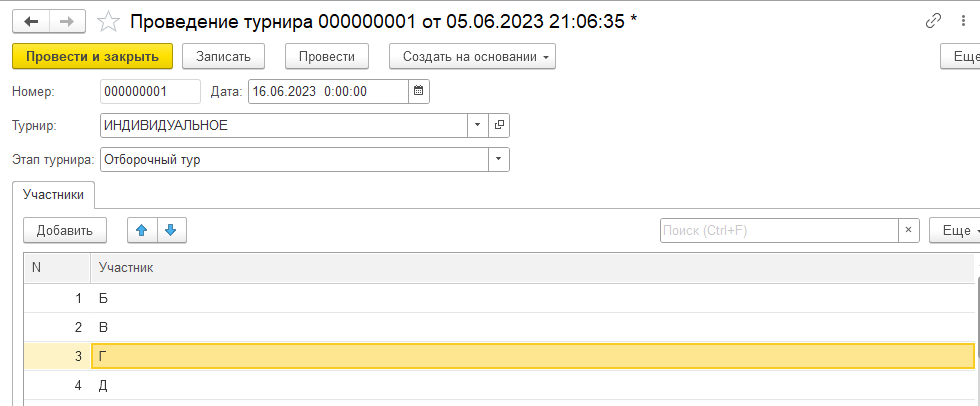 Проведение турнира 000000001 от 05.06.2023 21:06:35 *
Провести и закрыть Записать Провести Создать на основании Еще
Номер: 000000001 Дата: 16.06.2023 0:00:00
Турнир: ИНДИВИДУАЛЬНОЕ
Этап турнира: Отборочный тур
Участники
Добавить Поиск (Ctrl+F) × Еще
N Участник
1 Б
2 В
3 Г
4 Д